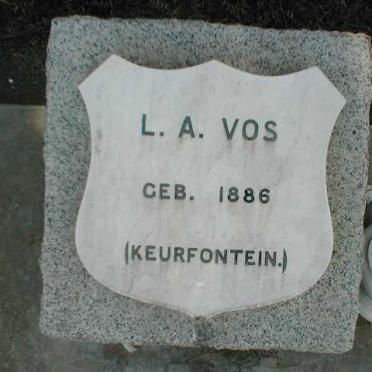 L. A. VOS
GEB. 1886
(KEURFONTEIN.)